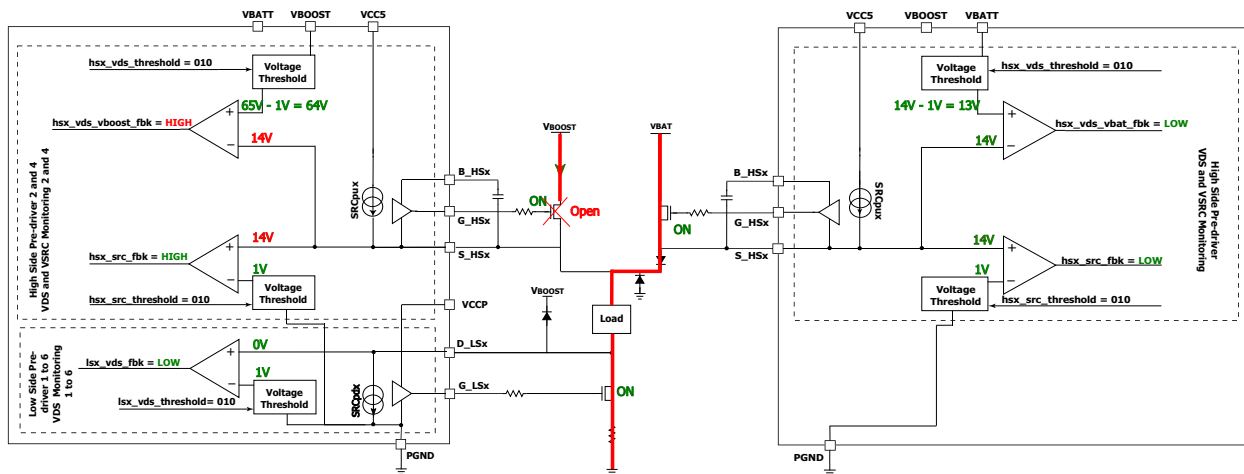 VBATT
VBOOST
VCC5
hsx_vds_threshold = 010
Voltage
Threshold
65V - 1V = 64V
hsx_vds_vboost_fbk = HIGH
14V
High Side Pre-driver 2 and 4
VDS and VSRC Monitoring 2 and 4
SRCpux
B_HSx
G_HSx
S_HSx
14V
hsx_src_fbk = HIGH
1V
hsx_src_threshold = 010
Voltage
Threshold
VCCP
Low Side Pre-
driver 1 to 6
VDS Monitoring
1 to 6
0V
D_LSx
lsx_vds_fbk = LOW
1V
lsx_vds_threshold= 010
Voltage
Threshold
SRCpdx
G_LSx
PGND
VBOOST
ON
Open
VBAT
ON
VBOOST
Load
ON
VCC5
VBOOST
VBATT
Voltage
Threshold
hsx_vds_threshold = 010
14V - 1V = 13V
hsx_vds_vbat_fbk = LOW
14V
B_HSx
G_HSx
S_HSx
SRCpux
14V
hsx_src_fbk = LOW
1V
Voltage
Threshold
hsx_src_threshold = 010
High Side Pre-driver
VDS and VSRC Monitoring
PGND